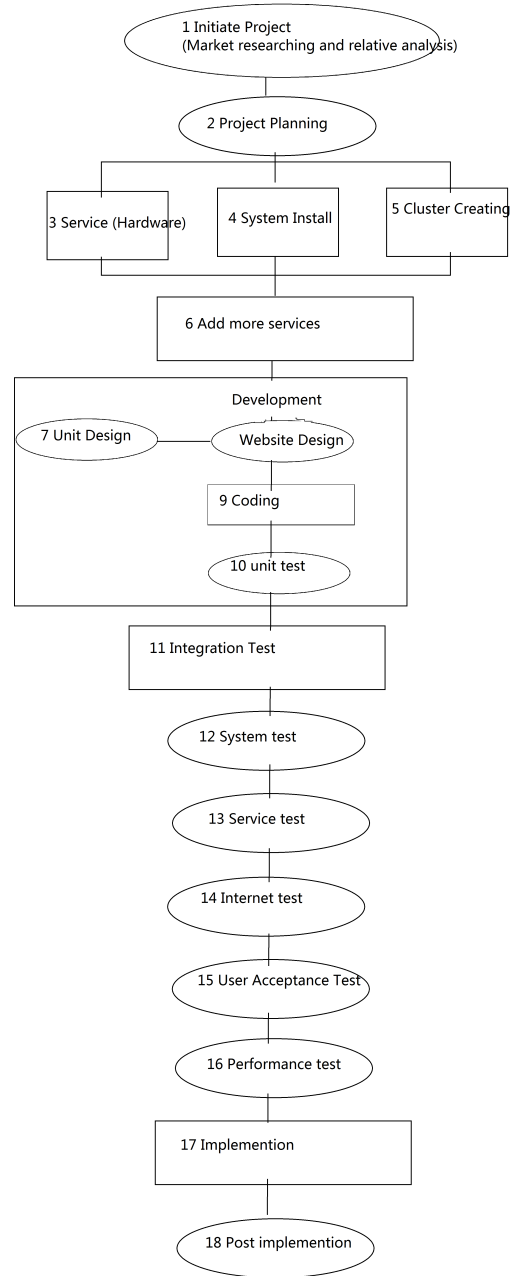 1 Initiate Project
(Market researching and relative analysis)
2 Project Planning
3 Service (Hardware)
4 System Install
5 Cluster Creating
6 Add more services
Development
7 Unit Design
Website Design
9 Coding
10 unit test
11 Integration Test
12 System test
13 Service test
14 Internet test
15 User Acceptance Test
16 Performance test
17 Implemention
18 Post implemention